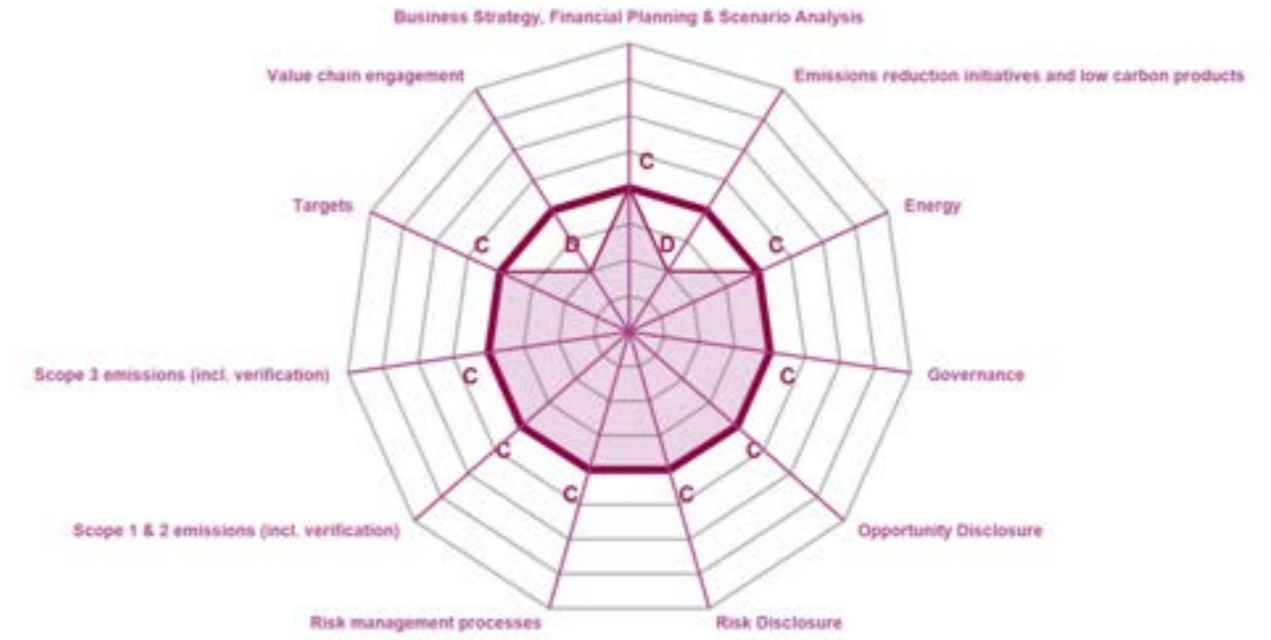 Business Strategy, Financial Planning & Scenario Analysis
Value chain engagement
Emissions reduction initiatives and low carbon products
C
Targets
Energy
C
D
D
C
Scope 3 emissions (incl. verification)
C
C
Governance
C
C
Scope 1 & 2 emissions (incl. verification)
C
C
Opportunity Disclosure
Risk management processes
Risk Disclosure